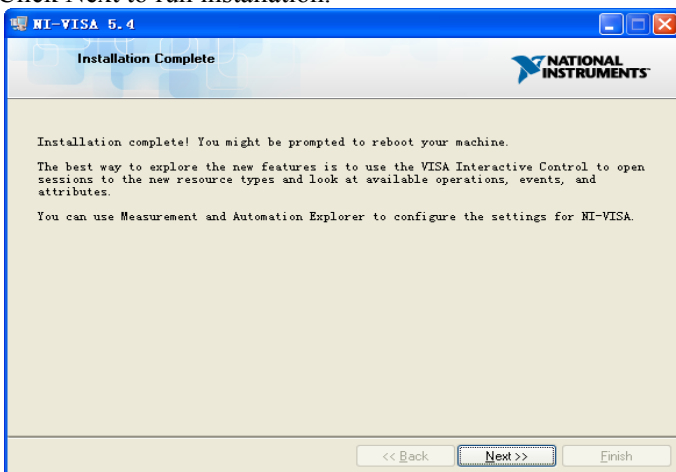 Click Next to run installation.
NI-VISA 5.4
Installation Complete
NATIONAL
INSTRUMENTS™
Installation complete! You might be prompted to reboot your machine.
The best way to explore the new features is to use the VISA Interactive Control to open
sessions to the new resource types and look at available operations, events, and
attributes.
You can use Measurement and Automation Explorer to configure the settings for NI-VISA.
<< Back
Next >>
Finish